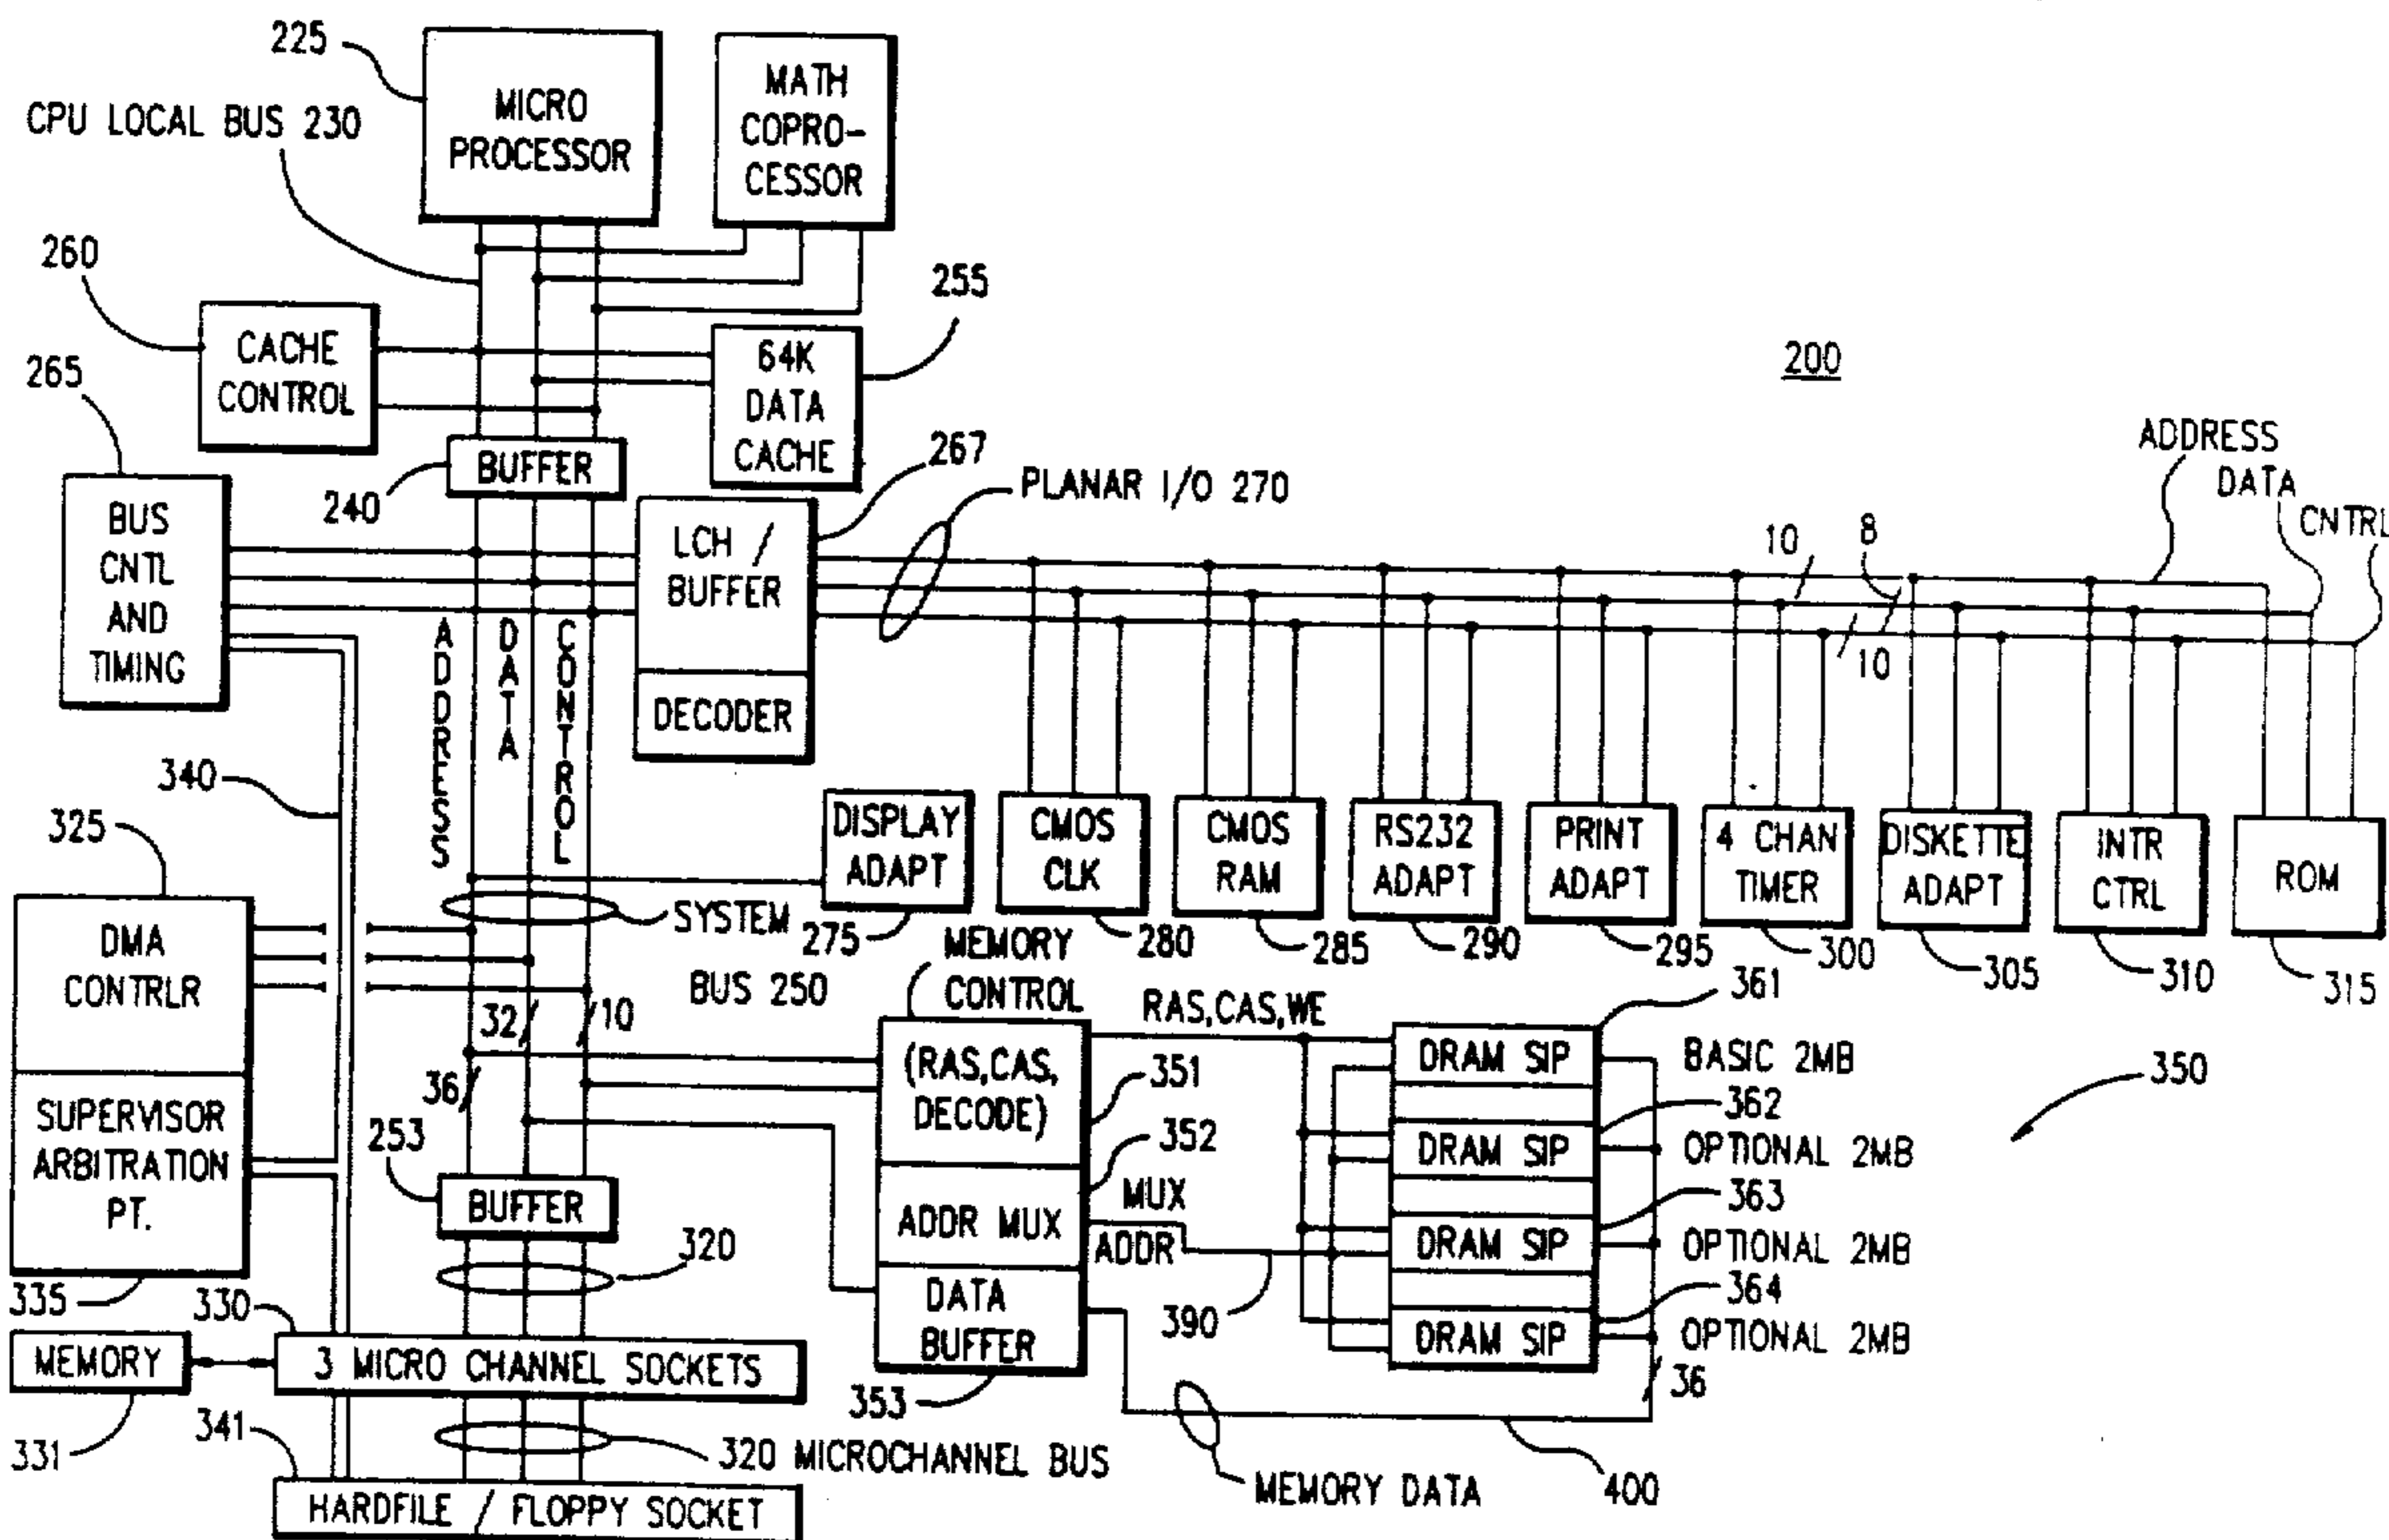 225
MICRO
PROCESSOR
MATH
COPRO-
CESSOR
CPU LOCAL BUS 230
260
CACHE
CONTROL
255
64K
DATA
CACHE
200
265
BUS
CNTL
AND
TIMING
240
BUFFER
267
LCH /
BUFFER
DECODER
PLANAR I/O 270
ADDRESS
DATA
CNTRL
10
8
10
ADDRESS
DATA
CONTROL
340
DISPLAY
ADAPT
CMOS
CLK
CMOS
RAM
RS232
ADAPT
PRINT
ADAPT
4 CHAN
TIMER
DISKETTE
ADAPT
INTR
CTRL
ROM
275
280
285
290
295
300
305
310
315
325
DMA
CONTRLR
SUPERVISOR
ARBITRATION
PT.
335
SYSTEM
BUS 250
32
10
36
MEMORY
CONTROL
(RAS,CAS,
DECODE)
351
352
ADDR MUX
DATA
BUFFER
353
RAS,CAS,WE
MUX
ADDR
390
361
DRAM SIP
BASIC 2MB
362
DRAM SIP
OPTIONAL 2MB
363
DRAM SIP
OPTIONAL 2MB
364
DRAM SIP
OPTIONAL 2MB
350
36
253
BUFFER
320
330
MEMORY
3 MICRO CHANNEL SOCKETS
331
341
320 MICROCHANNEL BUS
HARDFILE / FLOPPY SOCKET
MEMORY DATA
400